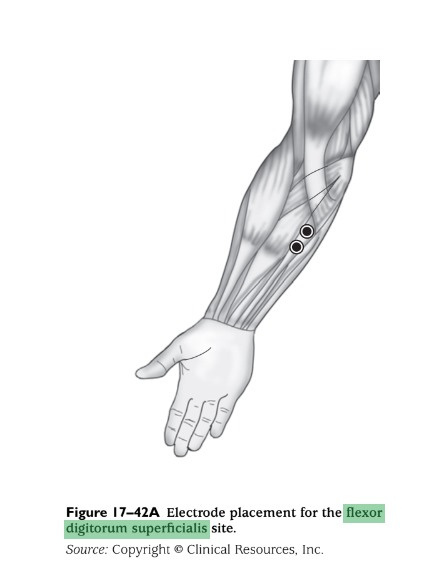 Figure 17–42A Electrode placement for the flexor
digitorum superficialis site.
Source: Copyright © Clinical Resources, Inc.